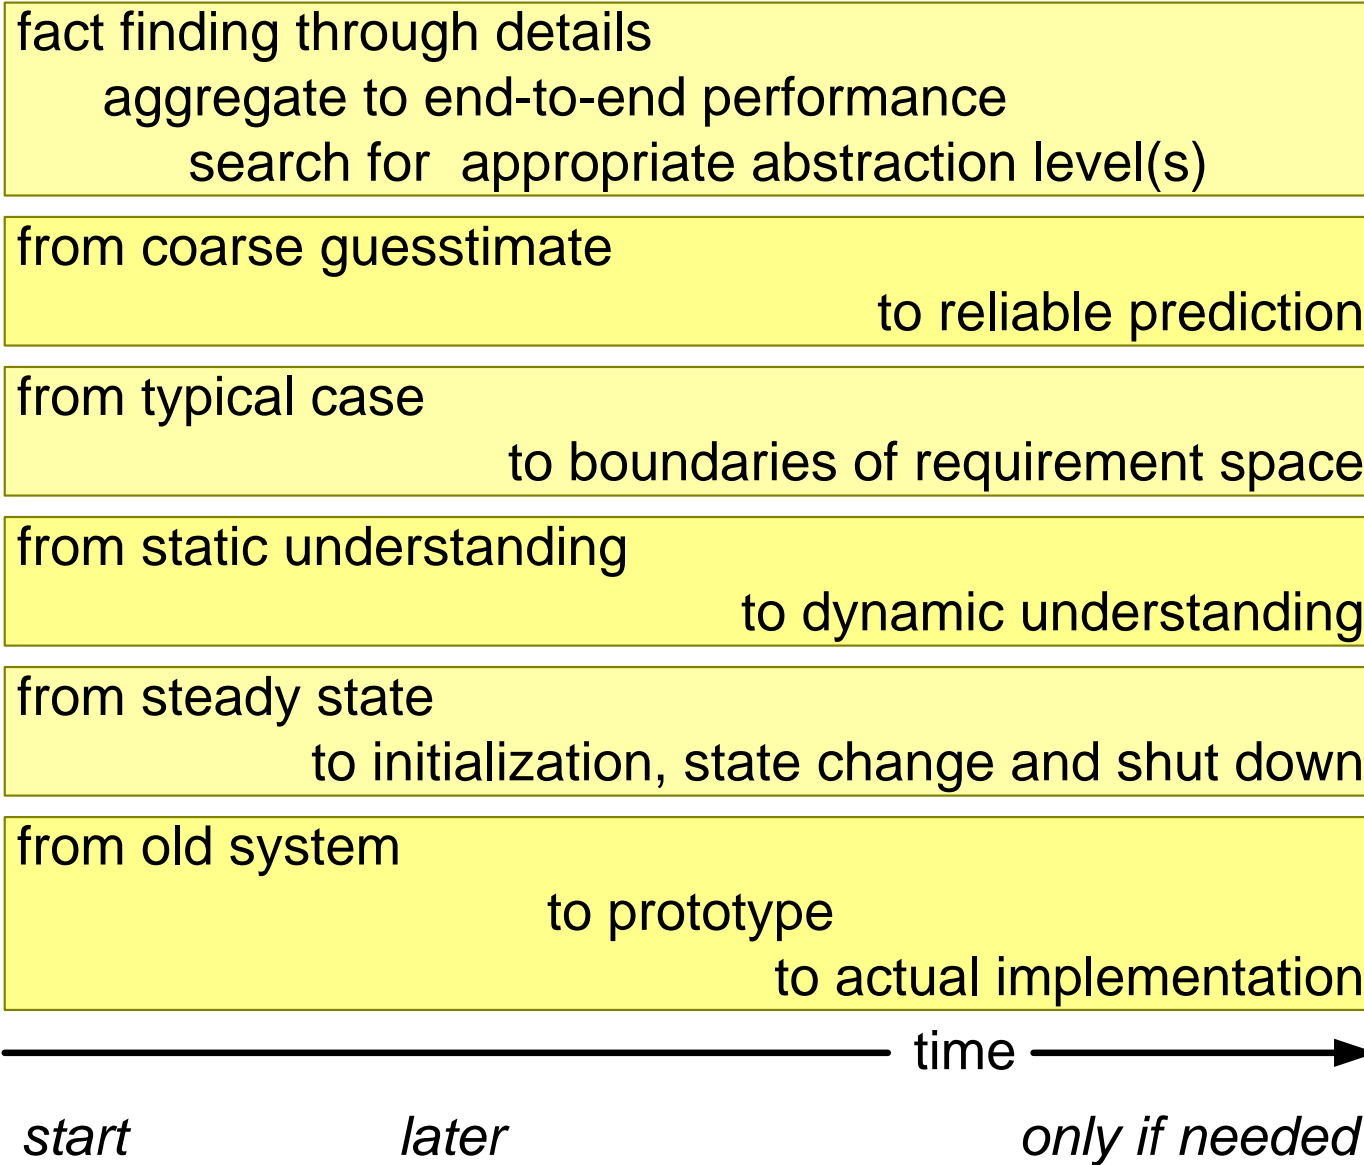 fact finding through details
aggregate to end-to-end performance
search for  appropriate abstraction level(s)
from coarse guesstimate
to reliable prediction
from typical case
to boundaries of requirement space
from static understanding
to dynamic understanding
from steady state
to initialization, state change and shut down
from old system
to prototype
to actual implementation
time
start later only if needed